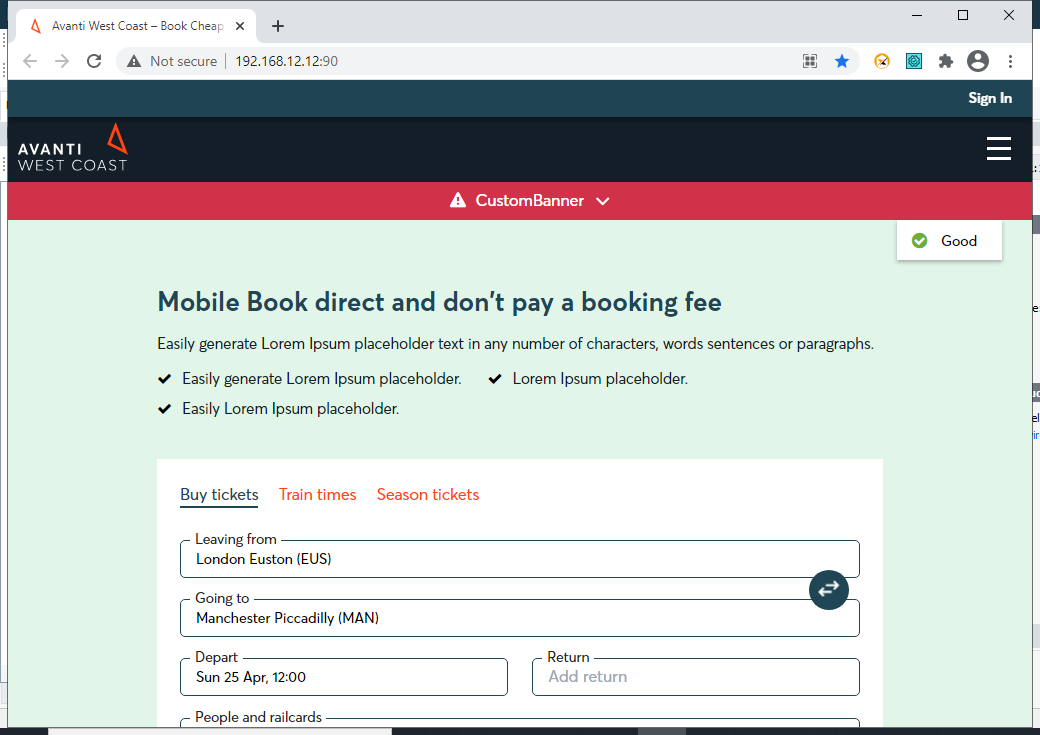 Avanti West Coast – Book Cheap
Not secure
192.168.12.12:90
Sign In
AVANTI
WEST COAST
CustomBanner
Good
Mobile Book direct and don't pay a booking fee
Easily generate Lorem Ipsum placeholder text in any number of characters, words sentences or paragraphs.
Easily generate Lorem Ipsum placeholder. Lorem Ipsum placeholder.
Easily Lorem Ipsum placeholder.
Buy tickets Train times Season tickets
Leaving from
London Euston (EUS)
Going to
Manchester Piccadilly (MAN)
Depart Return
Sun 25 Apr, 12:00 Add return
People and railcards